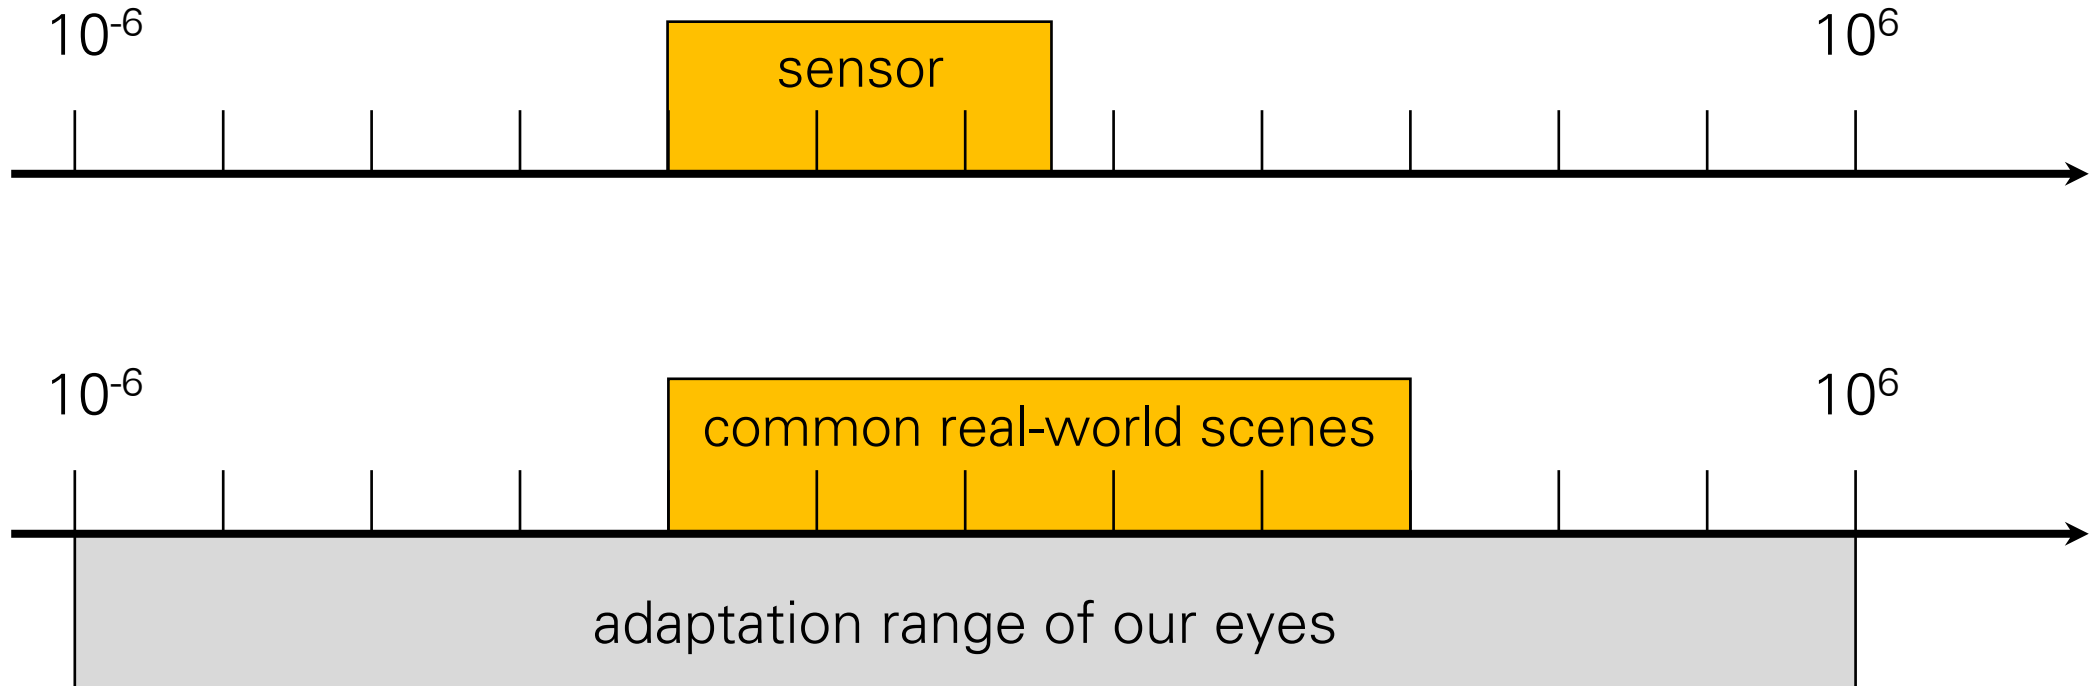 10⁻⁶ 10⁶
sensor
10⁻⁶ 10⁶
common real-world scenes
adaptation range of our eyes